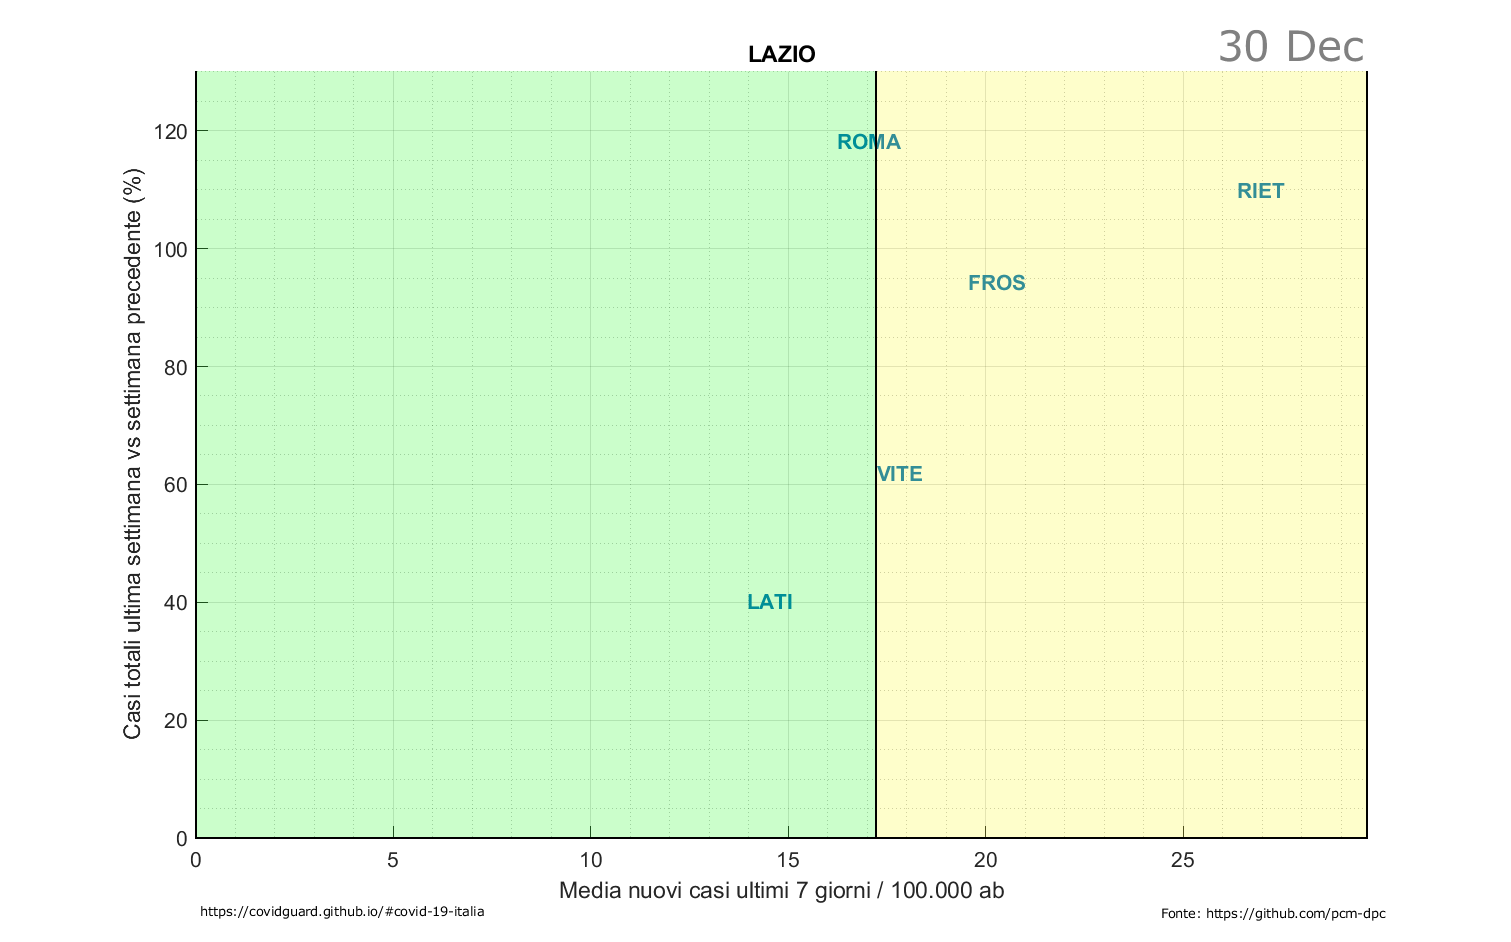 LAZIO
30 Dec
120
100
80
60
40
20
0
Casi totali ultima settimana vs settimana precedente (%)
ROMA
RIET
FROS
VITE
LATI
0 5 10 15 20 25
Media nuovi casi ultimi 7 giorni / 100.000 ab
https://covidguard.github.io/#covid-19-italia
Fonte: https://github.com/pcm-dpc